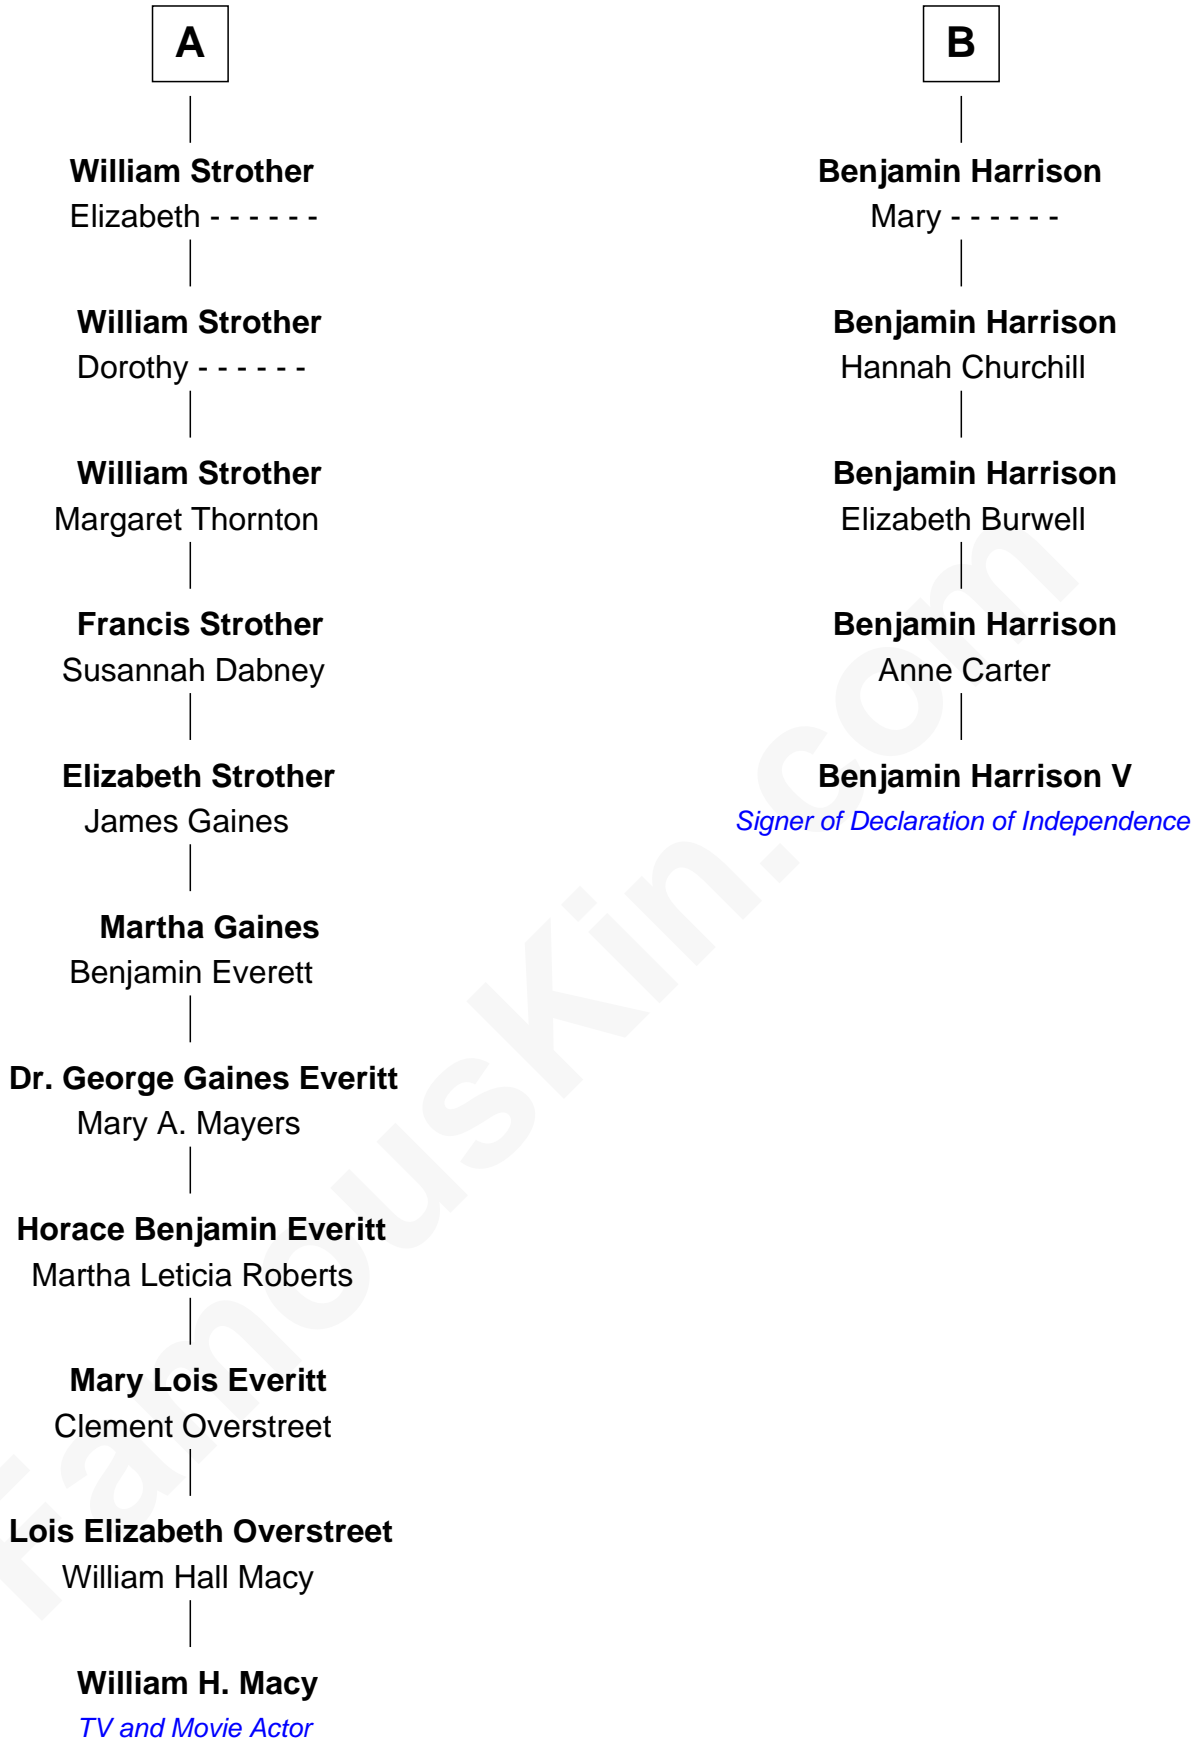 A
William Strother
Elizabeth - - - - - -
William Strother
Dorothy - - - - - -
William Strother
Margaret Thornton
Francis Strother
Susannah Dabney
Elizabeth Strother
James Gaines
Martha Gaines
Benjamin Everett
Dr. George Gaines Everitt
Mary A. Mayers
Horace Benjamin Everitt
Martha Leticia Roberts
Mary Lois Everitt
Clement Overstreet
Lois Elizabeth Overstreet
William Hall Macy
William H. Macy
TV and Movie Actor
B
Benjamin Harrison
Mary - - - - - -
Benjamin Harrison
Hannah Churchill
Benjamin Harrison
Elizabeth Burwell
Benjamin Harrison
Anne Carter
Benjamin Harrison V
Signer of Declaration of Independence
FamousKin.com